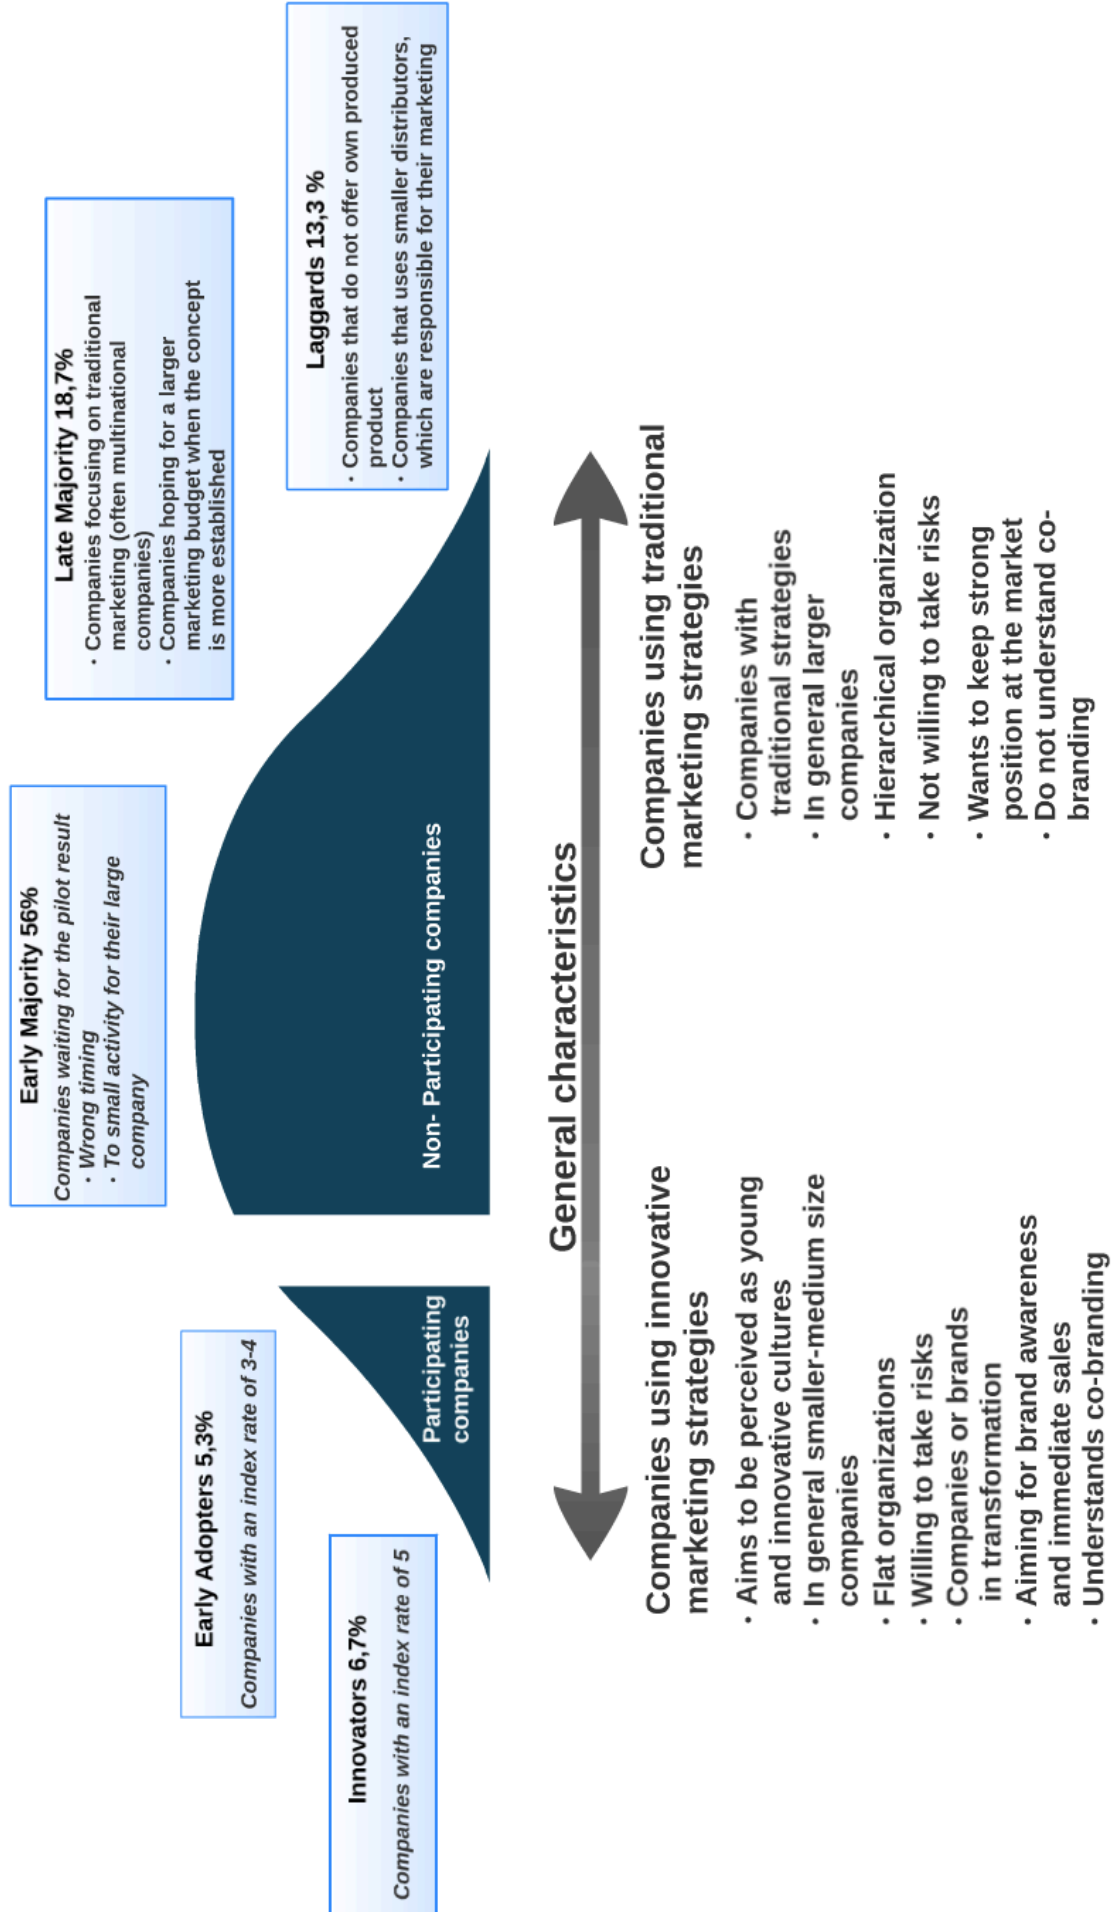 Innovators 6,7%
Companies with an index rate of 5
Early Adopters 5,3%
Companies with an index rate of 3-4
Early Majority 56%
Companies waiting for the pilot result
· Wrong timing
· To small activity for their large
company
Late Majority 18,7%
· Companies focusing on traditional
marketing (often multinational
companies)
· Companies hoping for a larger
marketing budget when the concept
is more established
Laggards 13,3 %
· Companies that do not offer own produced
product
· Companies that uses smaller distributors,
which are responsible for their marketing
Participating
companies
Non- Participating companies
General characteristics
Companies using innovative
marketing strategies
· Aims to be perceived as young
and innovative cultures
· In general smaller-medium size
companies
· Flat organizations
· Willing to take risks
· Companies or brands
in transformation
· Aiming for brand awareness
and immediate sales
· Understands co-branding
Companies using traditional
marketing strategies
· Companies with
traditional strategies
· In general larger
companies
· Hierarchical organization
· Not willing to take risks
· Wants to keep strong
position at the market
· Do not understand co-
branding